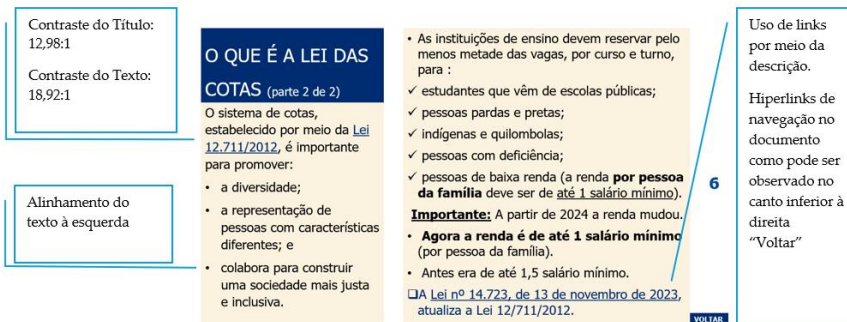 Contraste do Título:
12,98:1
Contraste do Texto:
18,92:1
Alinhamento do
texto à esquerda
O QUE É A LEI DAS
COTAS (parte 2 de 2)
O sistema de cotas,
estabelecido por meio da Lei
12.711/2012, é importante
para promover:
• a diversidade;
• a representação de
pessoas com características
diferentes; e
• colabora para construir
uma sociedade mais justa
e inclusiva.
• As instituições de ensino devem reservar pelo
menos metade das vagas, por curso e turno,
para :
✓ estudantes que vêm de escolas públicas;
✓ pessoas pardas e pretas;
✓ indígenas e quilombolas;
✓ pessoas com deficiência;
✓ pessoas de baixa renda (a renda por pessoa
da família deve ser de até 1 salário mínimo).
Importante: A partir de 2024 a renda mudou.
• Agora a renda é de até 1 salário mínimo
(por pessoa da família).
• Antes era de até 1,5 salário mínimo.
❑A Lei nº 14.723, de 13 de novembro de 2023,
atualiza a Lei 12/711/2012.
6
VOLTAR
Uso de links
por meio da
descrição.
Hiperlinks de
navegação no
documento
como pode ser
observado no
canto inferior à
direita
“Voltar”